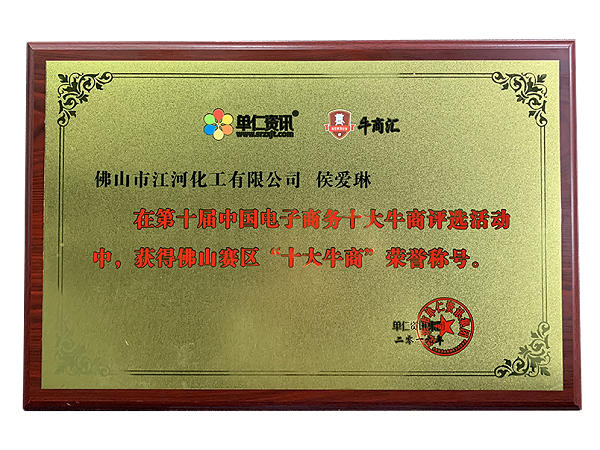 单仁资讯®
www.srzxjt.com
牛商汇
佛山市江河化工有限公司 侯爱琳
在第十届中国电子商务十大牛商评选活动
中，获得佛山赛区“十大牛商”荣誉称号。
单仁资讯